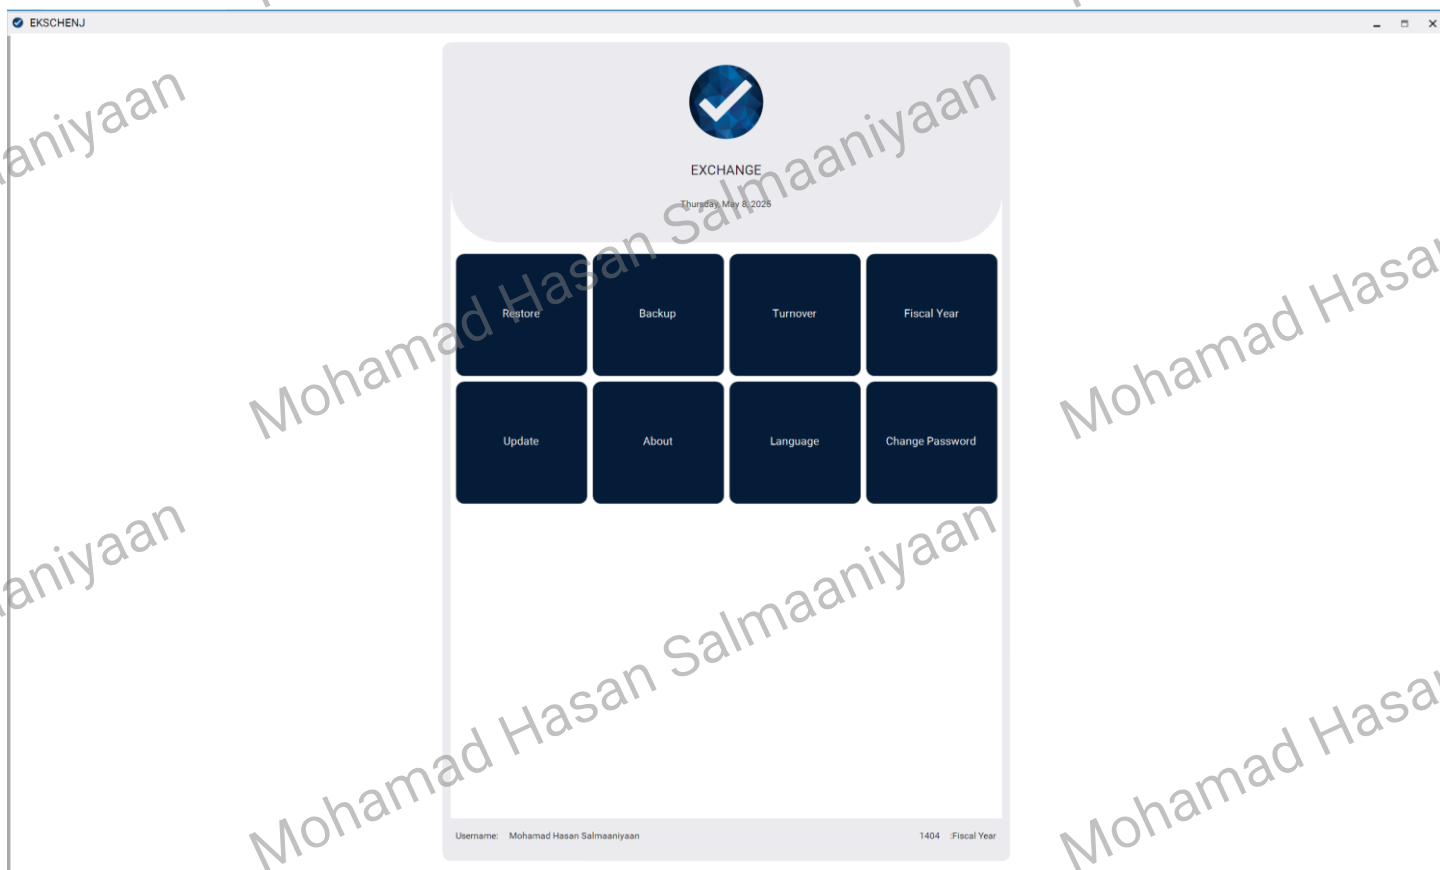 EKSCHENJ
EXCHANGE
Thursday, May 8, 2025
Restore
Backup
Turnover
Fiscal Year
Update
About
Language
Change Password
Username: Mohamad Hasan Salmaaniyaan
1404 :Fiscal Year
aniyaan
Mohamad Hasan Salmaaniyaan
Mohamad Hasa
aniyaan
Mohamad Hasan Salmaaniyaan
Mohamad Hasa